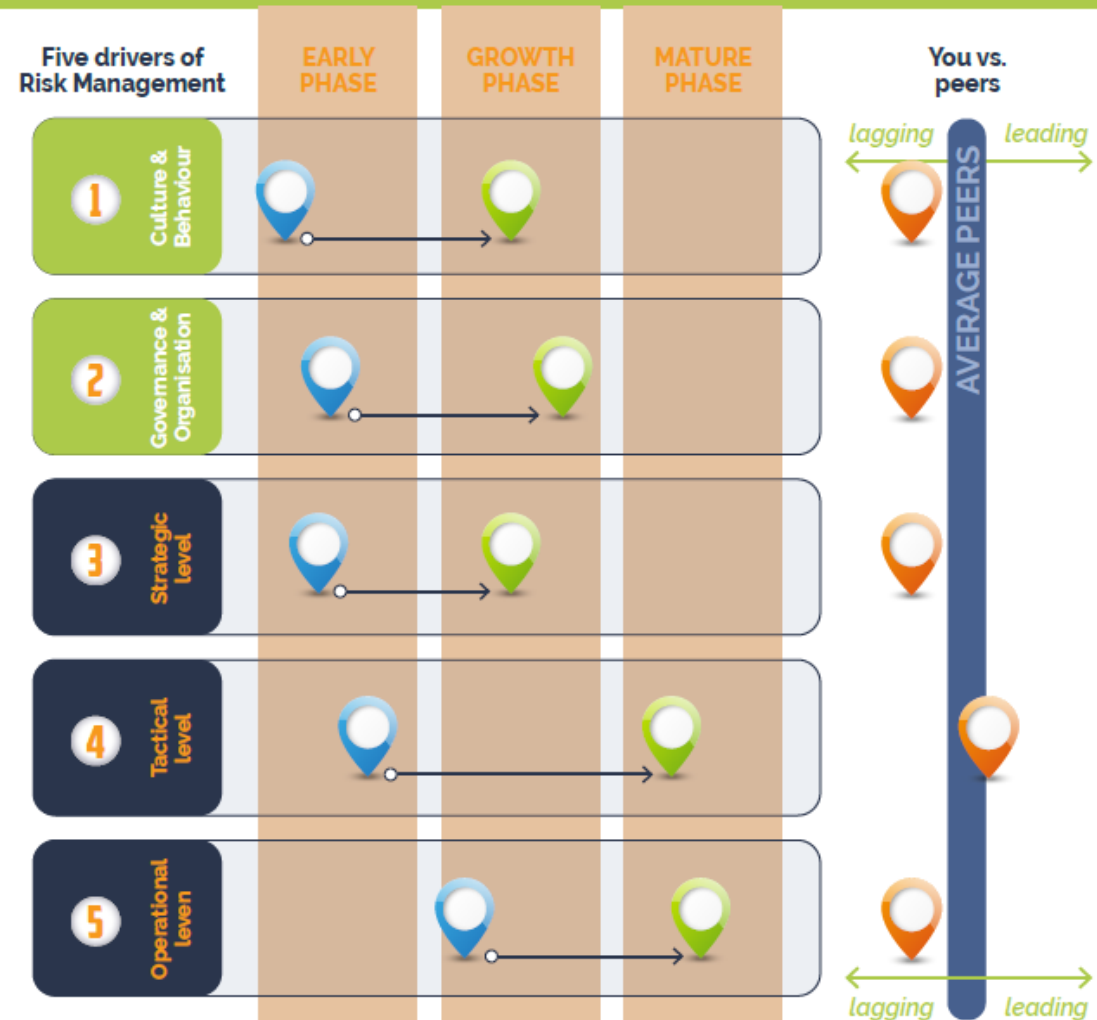 Five drivers of
Risk Management
EARLY
PHASE
GROWTH
PHASE
MATURE
PHASE
You vs.
peers
lagging
leading
AVERAGE PEERS
1
Culture &
Behaviour
2
Governance &
Organisation
3
Strategic
level
4
Tactical
level
5
Operational
leven
lagging
leading